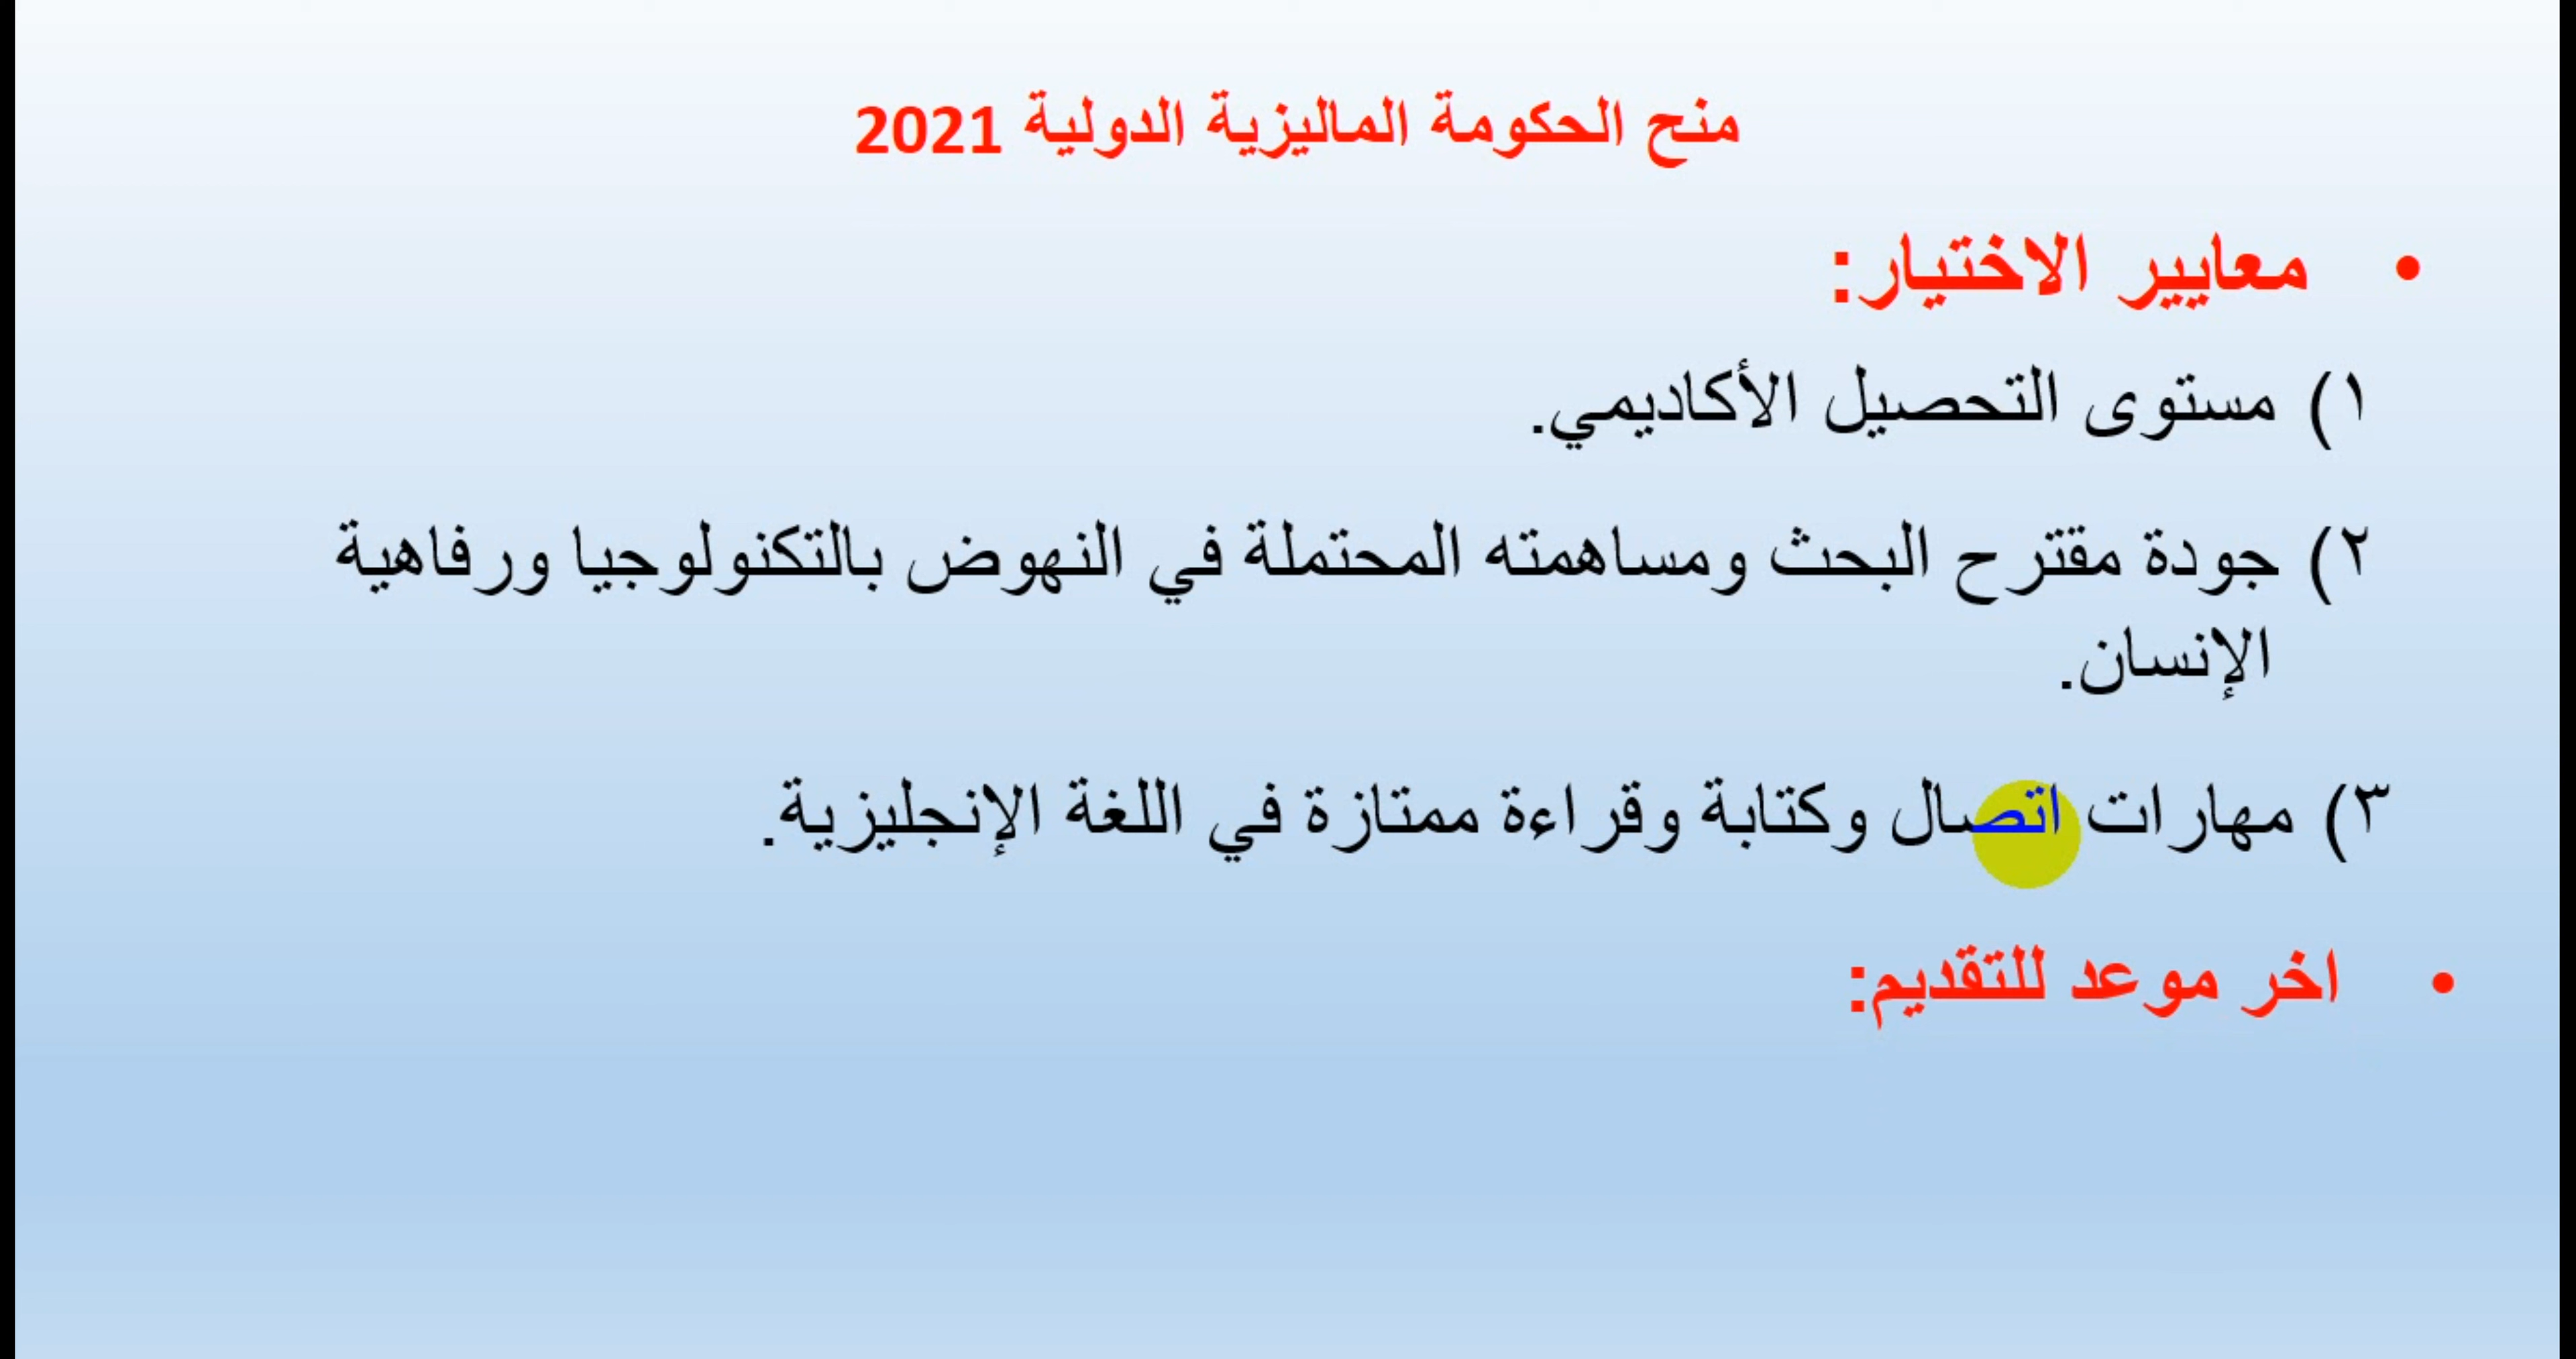 منح الحكومة الماليزية الدولية 2021
• معايير الاختيار:
١) مستوى التحصيل الأكاديمي.
٢) جودة مقترح البحث ومساهمته المحتملة في النهوض بالتكنولوجيا ورفاهية
الإنسان.
٣) مهارات اتصال وكتابة وقراءة ممتازة في اللغة الإنجليزية.
• اخر موعد للتقديم: